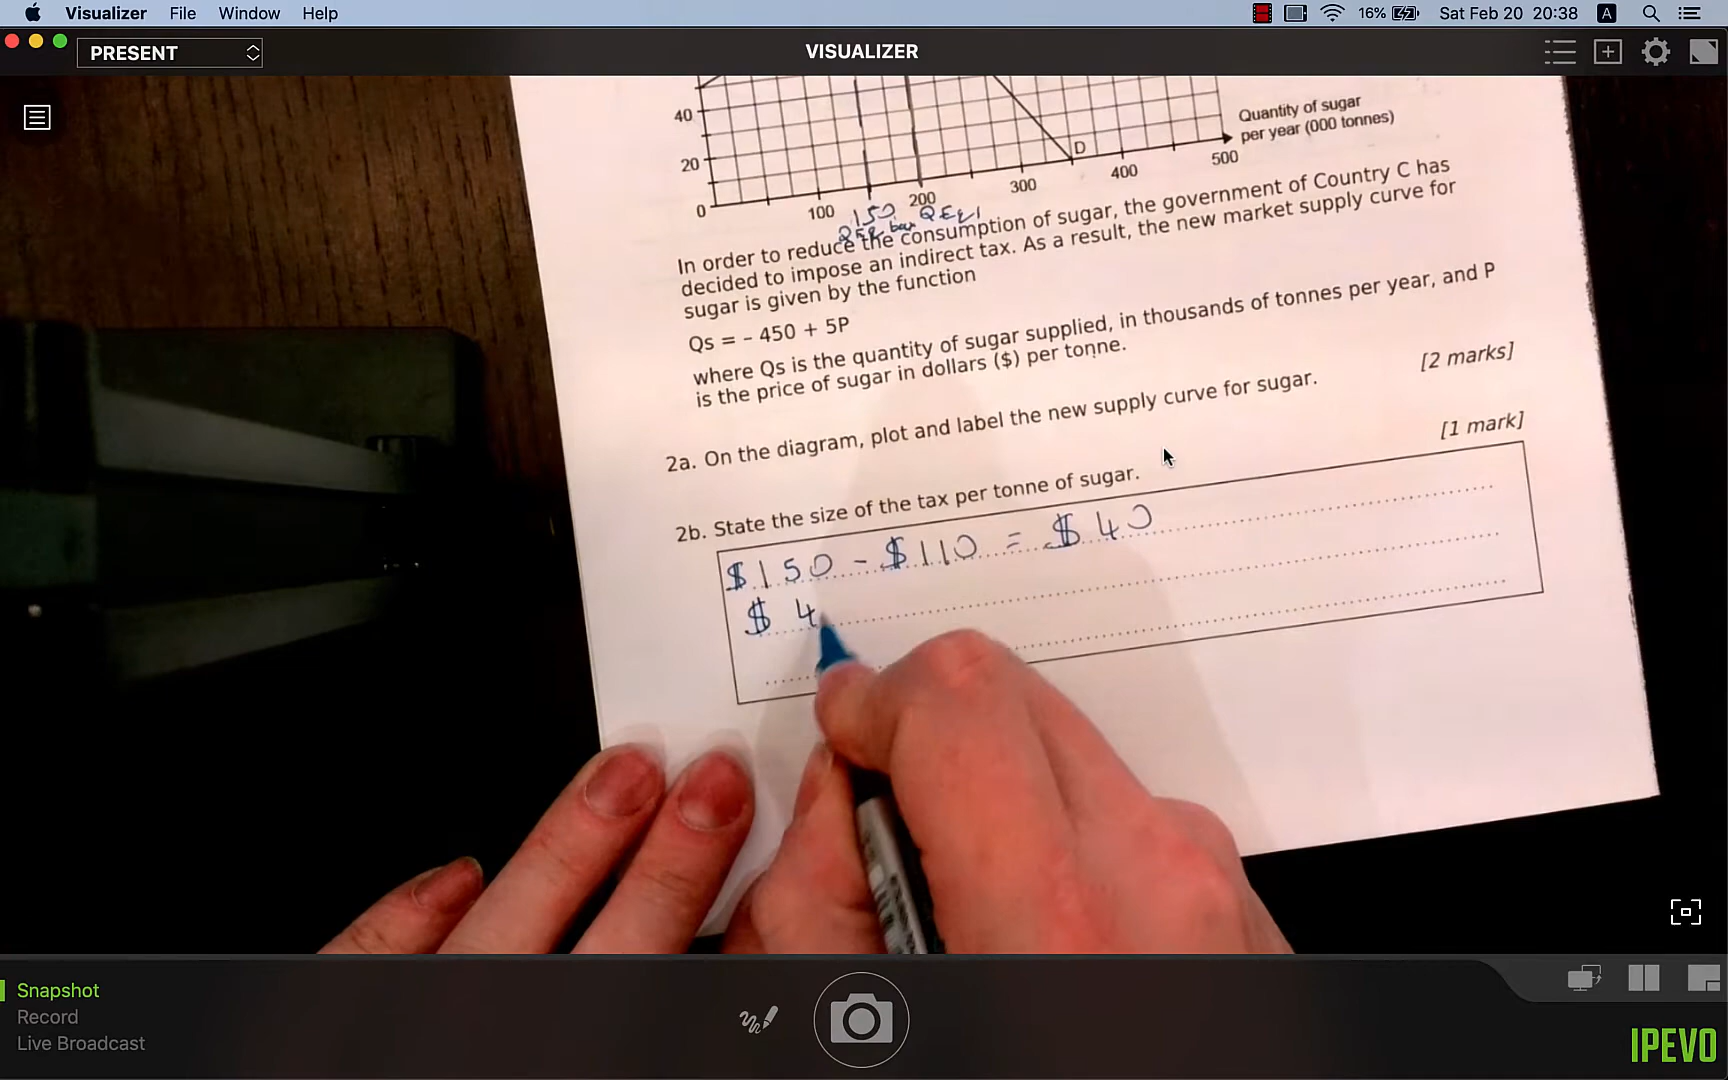 Visualizer File Window Help 16% Sat Feb 20 20:38 A
PRESENT VISUALIZER
40
Quantity of sugar
per year (000 tonnes)
20
D
0 100 200 300 400 500
150 QEq1
In order to reduce the consumption of sugar, the government of Country C has
decided to impose an indirect tax. As a result, the new market supply curve for
sugar is given by the function
Qs = – 450 + 5P
where Qs is the quantity of sugar supplied, in thousands of tonnes per year, and P
is the price of sugar in dollars ($) per tonne.
[2 marks]
2a. On the diagram, plot and label the new supply curve for sugar.
[1 mark]
2b. State the size of the tax per tonne of sugar.
$150 – $110 = $40
$ 4
Snapshot
Record
Live Broadcast
IPEVO